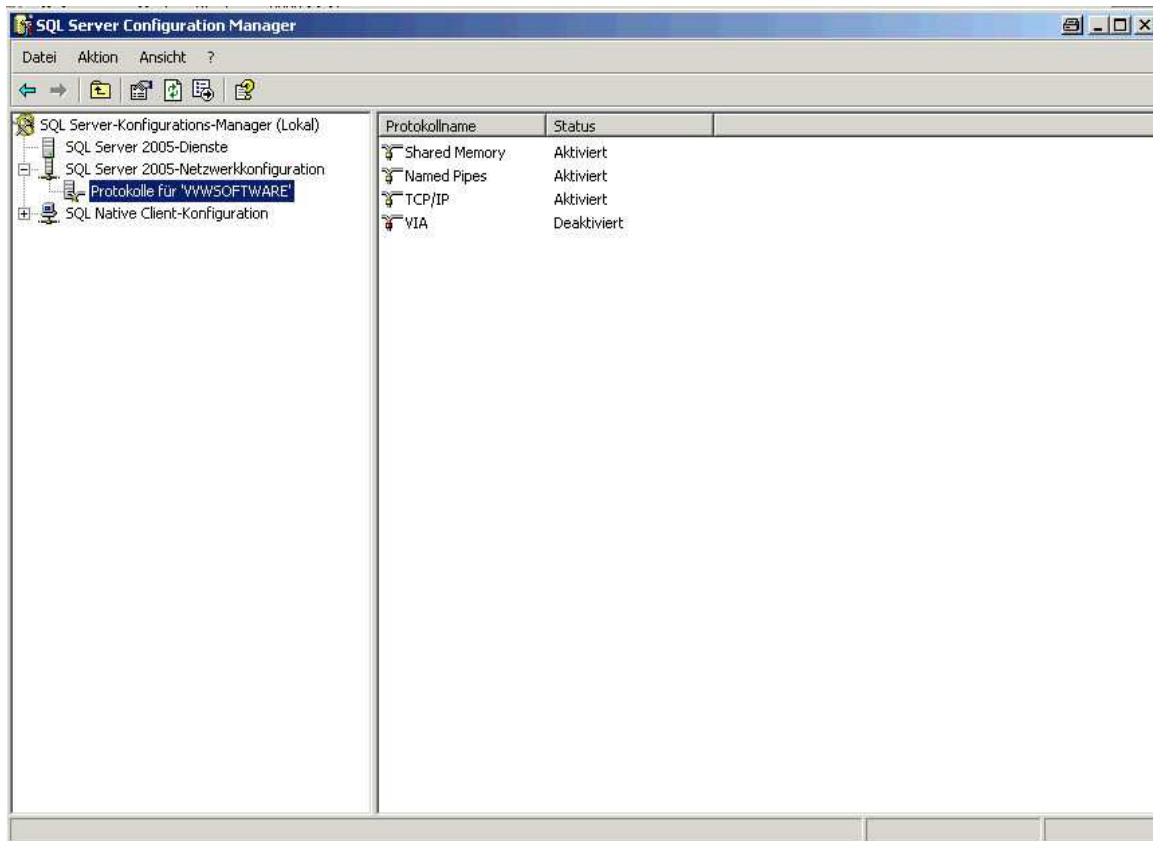 SQL Server Configuration Manager
Datei Aktion Ansicht ?
SQL Server-Konfigurations-Manager (Lokal)
SQL Server 2005-Dienste
SQL Server 2005-Netzwerkkonfiguration
Protokolle für 'WWSOFTWARE'
SQL Native Client-Konfiguration
Protokollname Status
Shared Memory Aktiviert
Named Pipes Aktiviert
TCP/IP Aktiviert
VIA Deaktiviert